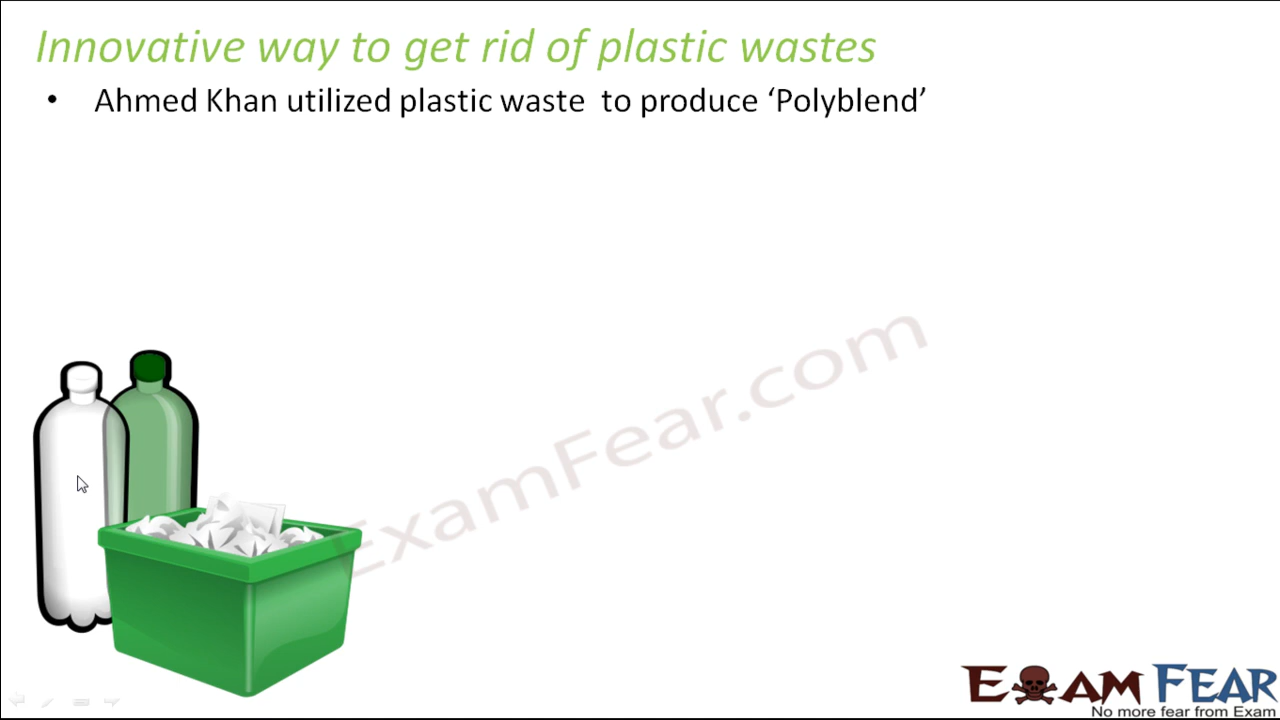 Innovative way to get rid of plastic wastes
• Ahmed Khan utilized plastic waste to produce ‘Polyblend’
ExamFear.com
EXAM FEAR
No more fear from Exam